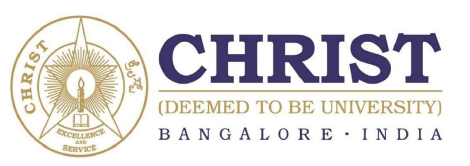 CHRIST
ಕ್ರೈಸ್ಟ್
EXCELLENCE
AND
SERVICE
CHRIST
(DEEMED TO BE UNIVERSITY)
BANGALORE · INDIA